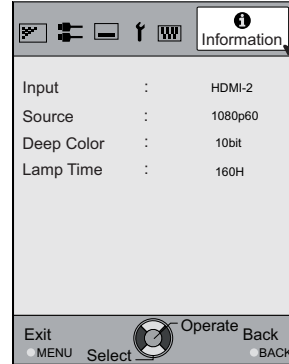 Information
Input : HDMI-2
Source : 1080p60
Deep Color : 10bit
Lamp Time : 160H
Exit Operate Back
MENU Select BACK